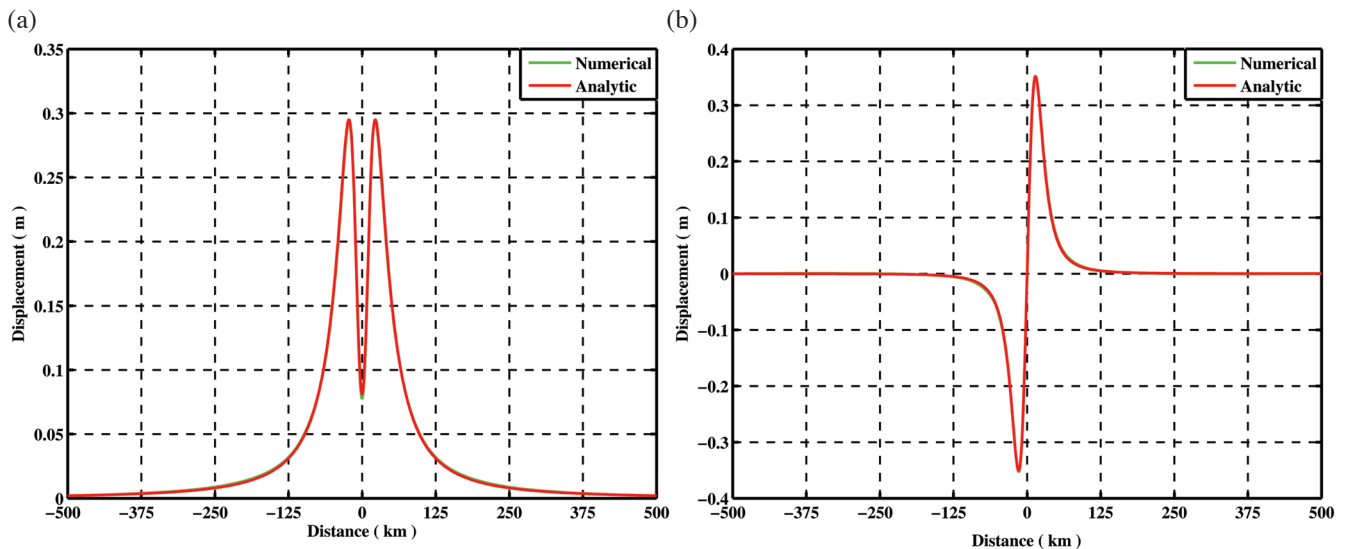 (a)
0.35
0.3
0.25
0.2
0.15
0.1
0.05
0
Displacement ( m )
Numerical
Analytic
−500 −375 −250 −125 0 125 250 375 500
Distance ( km )
(b)
0.4
0.3
0.2
0.1
0
−0.1
−0.2
−0.3
−0.4
Displacement ( m )
Numerical
Analytic
−500 −375 −250 −125 0 125 250 375 500
Distance ( km )